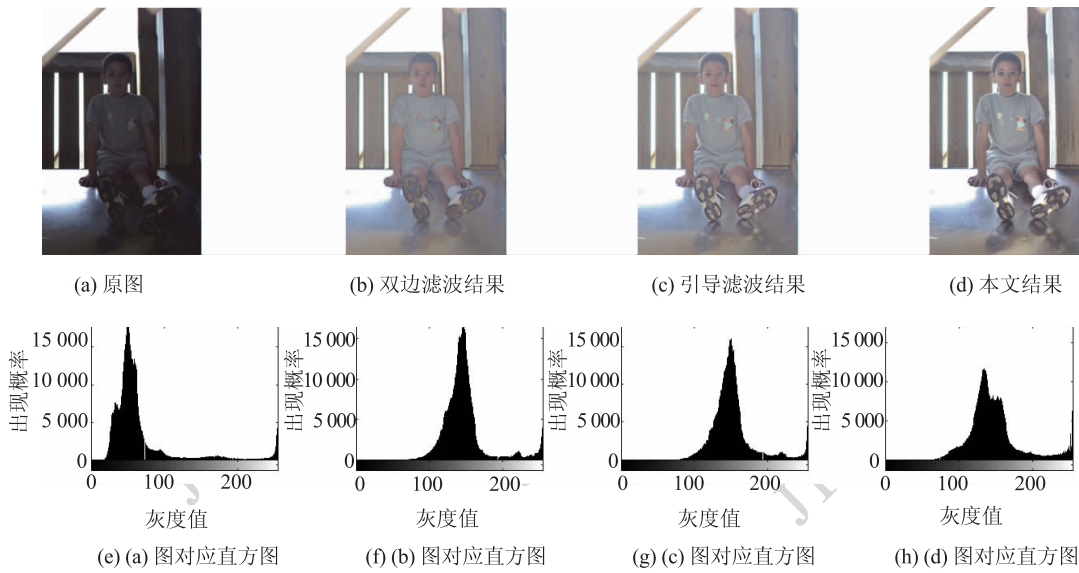 (a) 原图
(b) 双边滤波结果
(c) 引导滤波结果
(d) 本文结果
出现概率
15 000
10 000
5 000
0
0 100 200
灰度值
(e) (a) 图对应直方图
出现概率
15 000
10 000
5 000
0
0 100 200
灰度值
(f) (b) 图对应直方图
出现概率
15 000
10 000
5 000
0
0 100 200
灰度值
(g) (c) 图对应直方图
出现概率
15 000
10 000
5 000
0
0 100 200
灰度值
(h) (d) 图对应直方图